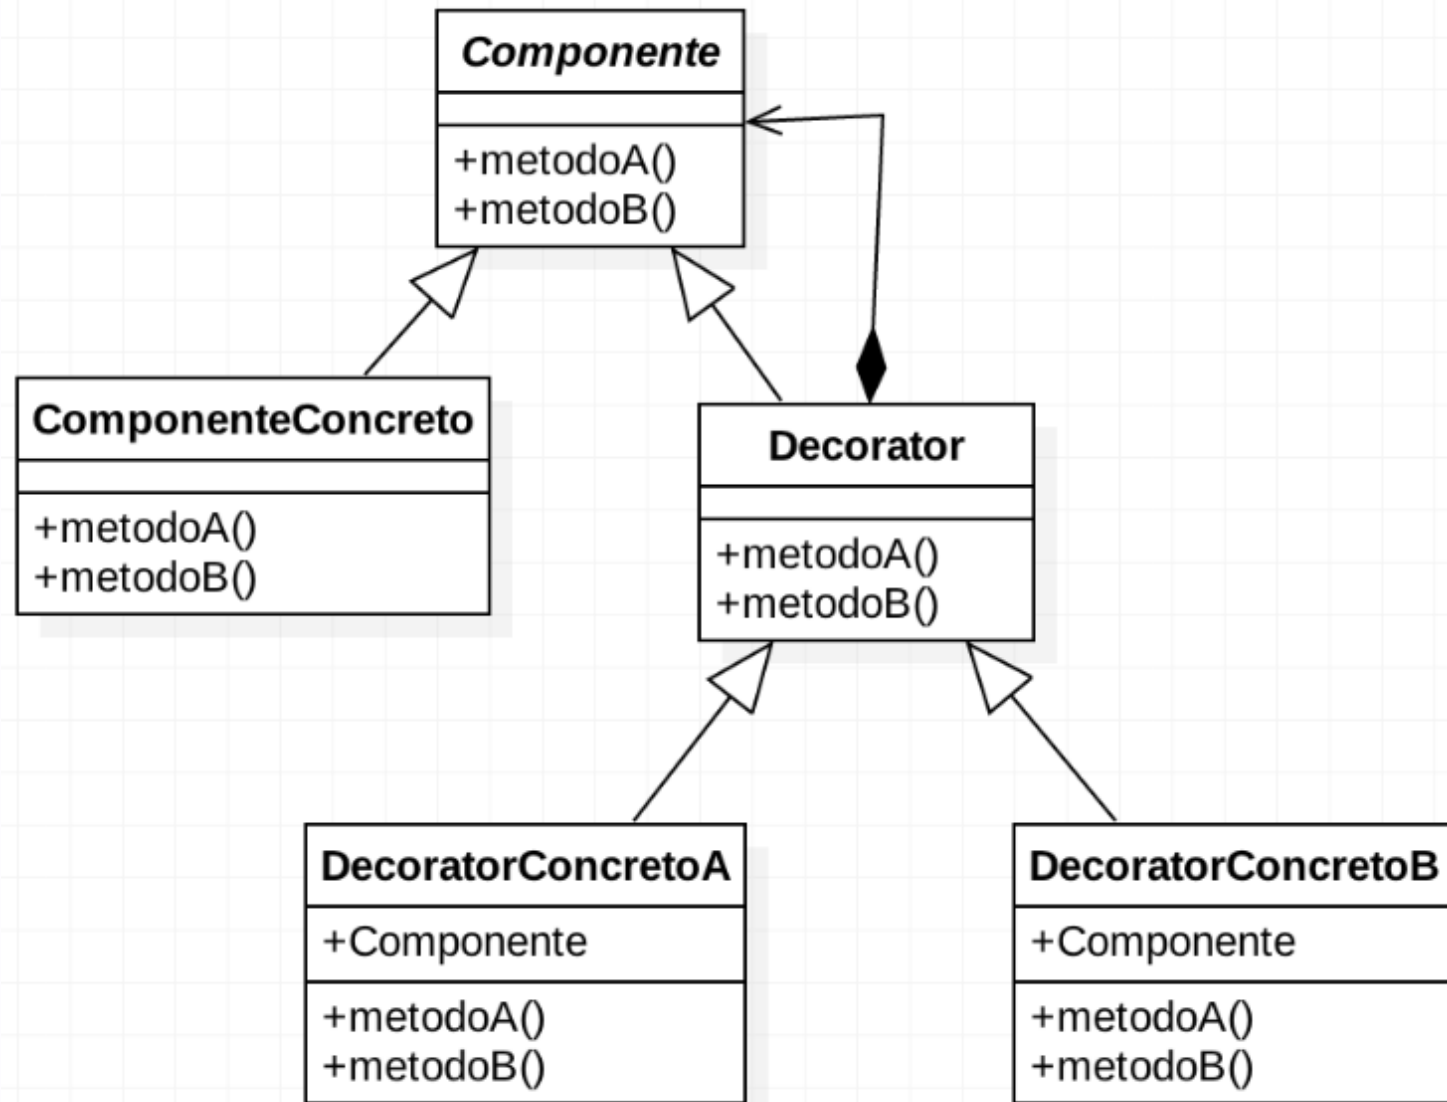 Componente
+metodoA()
+metodoB()
ComponenteConcreto
+metodoA()
+metodoB()
Decorator
+metodoA()
+metodoB()
DecoratorConcretoA
+Componente
+metodoA()
+metodoB()
DecoratorConcretoB
+Componente
+metodoA()
+metodoB()